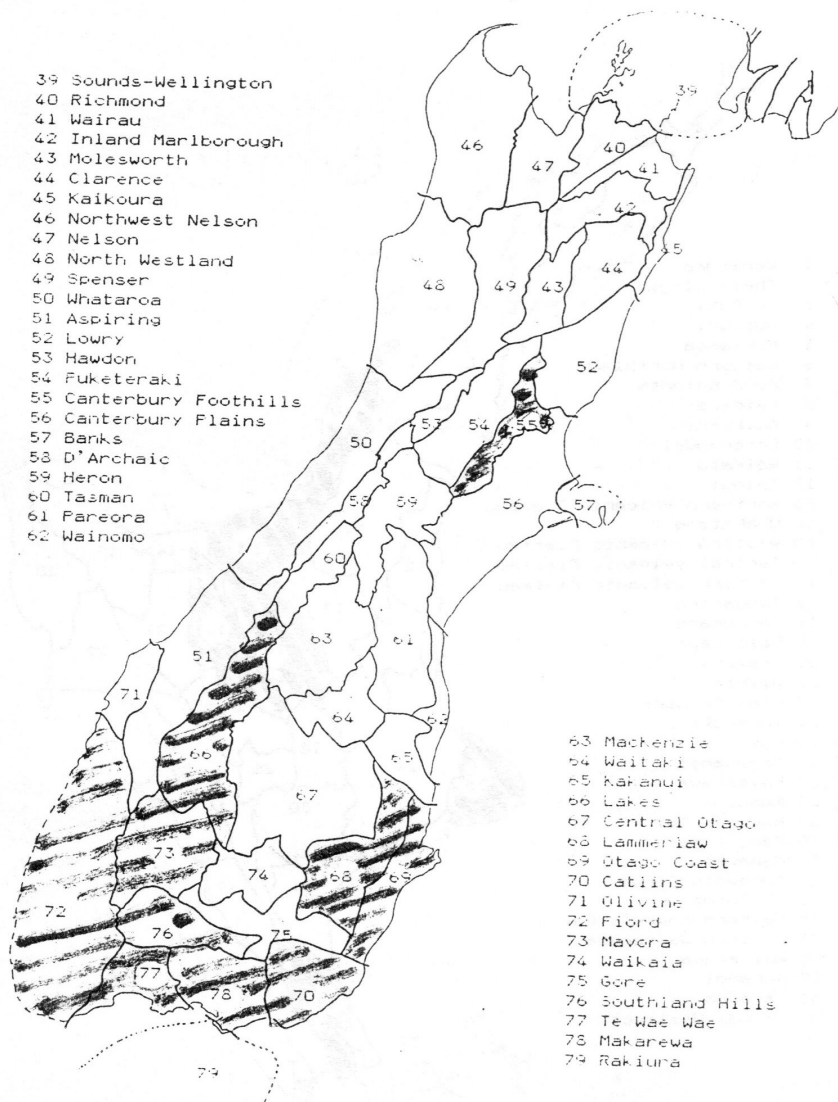 39 Sounds-Wellington
40 Richmond
41 Wairau
42 Inland Marlborough
43 Molesworth
44 Clarence
45 Kaikoura
46 Northwest Nelson
47 Nelson
48 North Westland
49 Spenser
50 Whataroa
51 Aspiring
52 Lowry
53 Hawdon
54 Puketeraki
55 Canterbury Foothills
56 Canterbury Plains
57 Banks
58 D'Archaic
59 Heron
60 Tasman
61 Pareora
62 Wainomo
39
46
47
40
41
42
45
48
49
43
44
52
50
53
54
55
58
59
56
57
60
51
63
61
71
64
62
66
65
67
73
74
68
69
72
76
75
77
78
70
79
63 Mackenzie
64 Waitaki
65 Kakanui
66 Lakes
67 Central Otago
68 Lammerlaw
69 Otago Coast
70 Catlins
71 Olivine
72 Fiord
73 Mavora
74 Waikaia
75 Gore
76 Southland Hills
77 Te Wae Wae
78 Makarewa
79 Rakiura